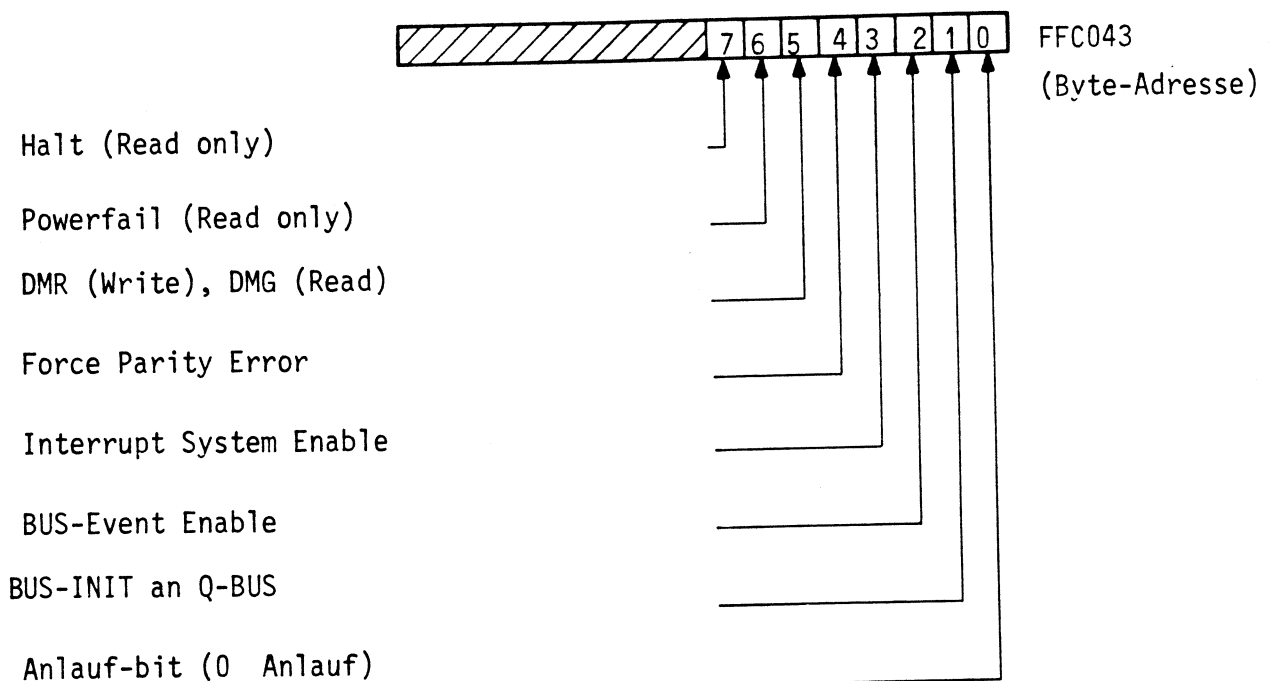 7 6 5 4 3 2 1 0 FFC043
(Byte-Adresse)
Halt (Read only)
Powerfail (Read only)
DMR (Write), DMG (Read)
Force Parity Error
Interrupt System Enable
BUS-Event Enable
BUS-INIT an Q-BUS
Anlauf-bit (0 Anlauf)